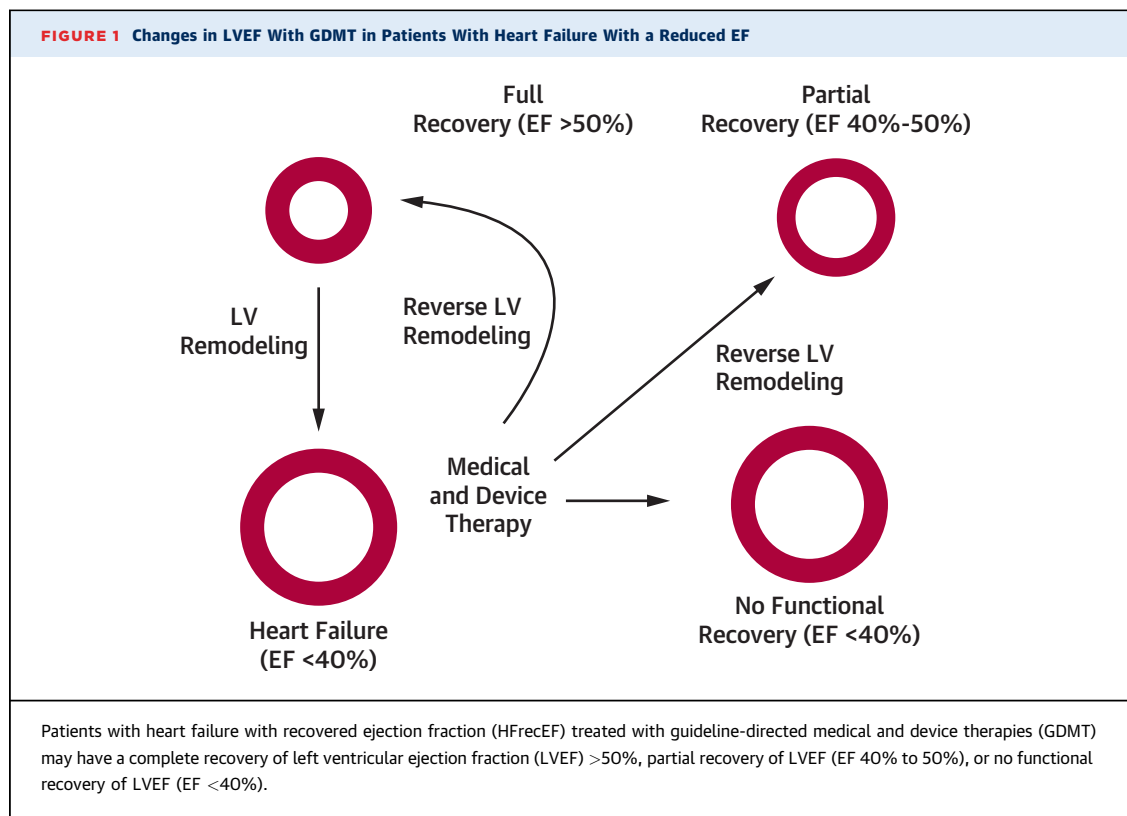 FIGURE 1 Changes in LVEF With GDMT in Patients With Heart Failure With a Reduced EF
Full
Recovery (EF >50%)
Partial
Recovery (EF 40%-50%)
LV
Remodeling
Reverse LV
Remodeling
Reverse LV
Remodeling
Medical
and Device
Therapy
Heart Failure
(EF <40%)
No Functional
Recovery (EF <40%)
Patients with heart failure with recovered ejection fraction (HFrecEF) treated with guideline-directed medical and device therapies (GDMT)
may have a complete recovery of left ventricular ejection fraction (LVEF) >50%, partial recovery of LVEF (EF 40% to 50%), or no functional
recovery of LVEF (EF <40%).